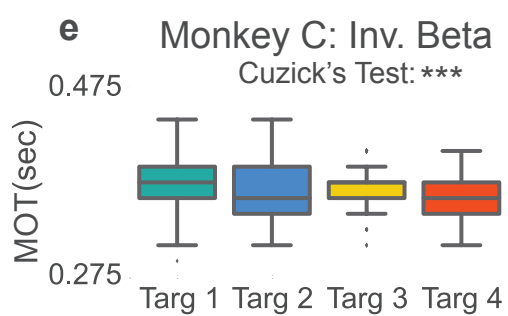 e
Monkey C: Inv. Beta
Cuzick's Test: ***
0.475
MOT(sec)
0.275
Targ 1 Targ 2 Targ 3 Targ 4